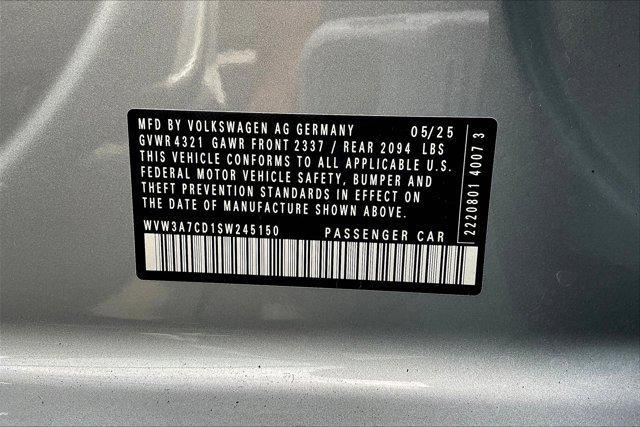 MFD BY VOLKSWAGEN AG GERMANY 05/25
GVWR 4321 GAWR FRONT 2337 / REAR 2094 LBS
THIS VEHICLE CONFORMS TO ALL APPLICABLE U.S.
FEDERAL MOTOR VEHICLE SAFETY, BUMPER AND
THEFT PREVENTION STANDARDS IN EFFECT ON
THE DATE OF MANUFACTURE SHOWN ABOVE.
WVW3A7CD1SW245150 PASSENGER CAR
2220801 4007 3